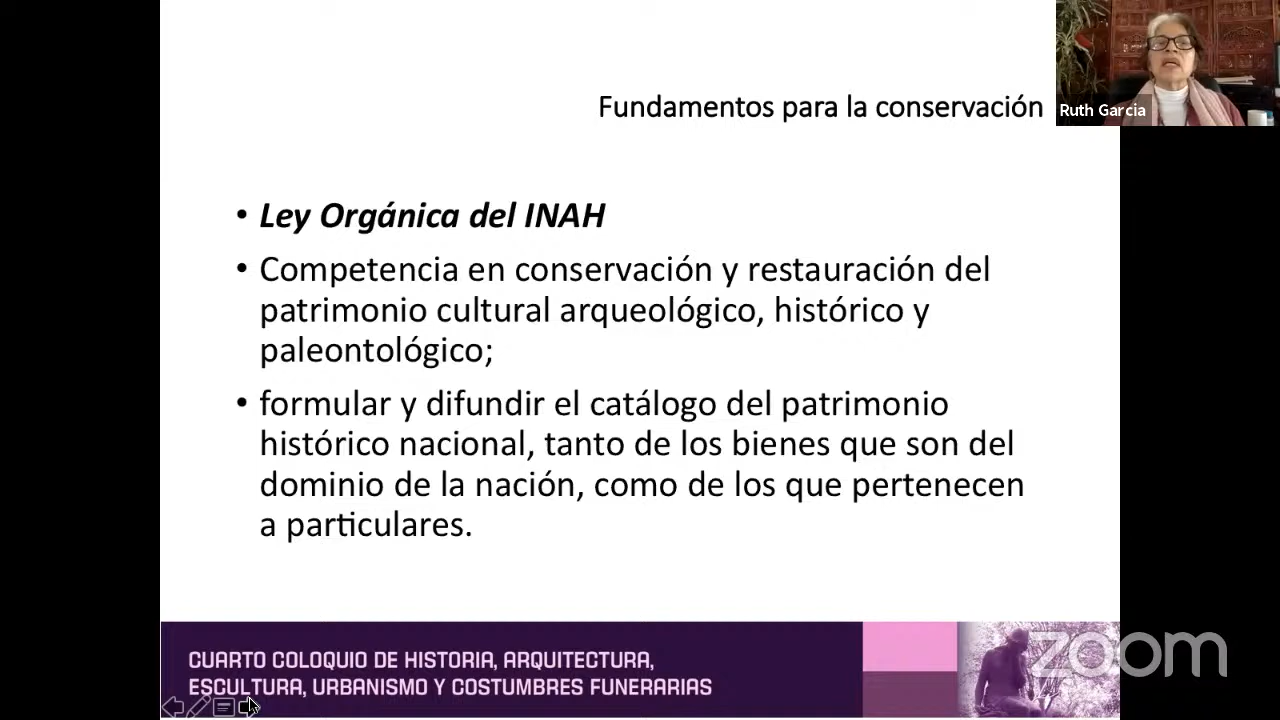 Fundamentos para la conservación
Ruth Garcia
• Ley Orgánica del INAH
• Competencia en conservación y restauración del
patrimonio cultural arqueológico, histórico y
paleontológico;
• formular y difundir el catálogo del patrimonio
histórico nacional, tanto de los bienes que son del
dominio de la nación, como de los que pertenecen
a particulares.
CUARTO COLOQUIO DE HISTORIA, ARQUITECTURA,
ESCULTURA, URBANISMO Y COSTUMBRES FUNERARIAS
zoom